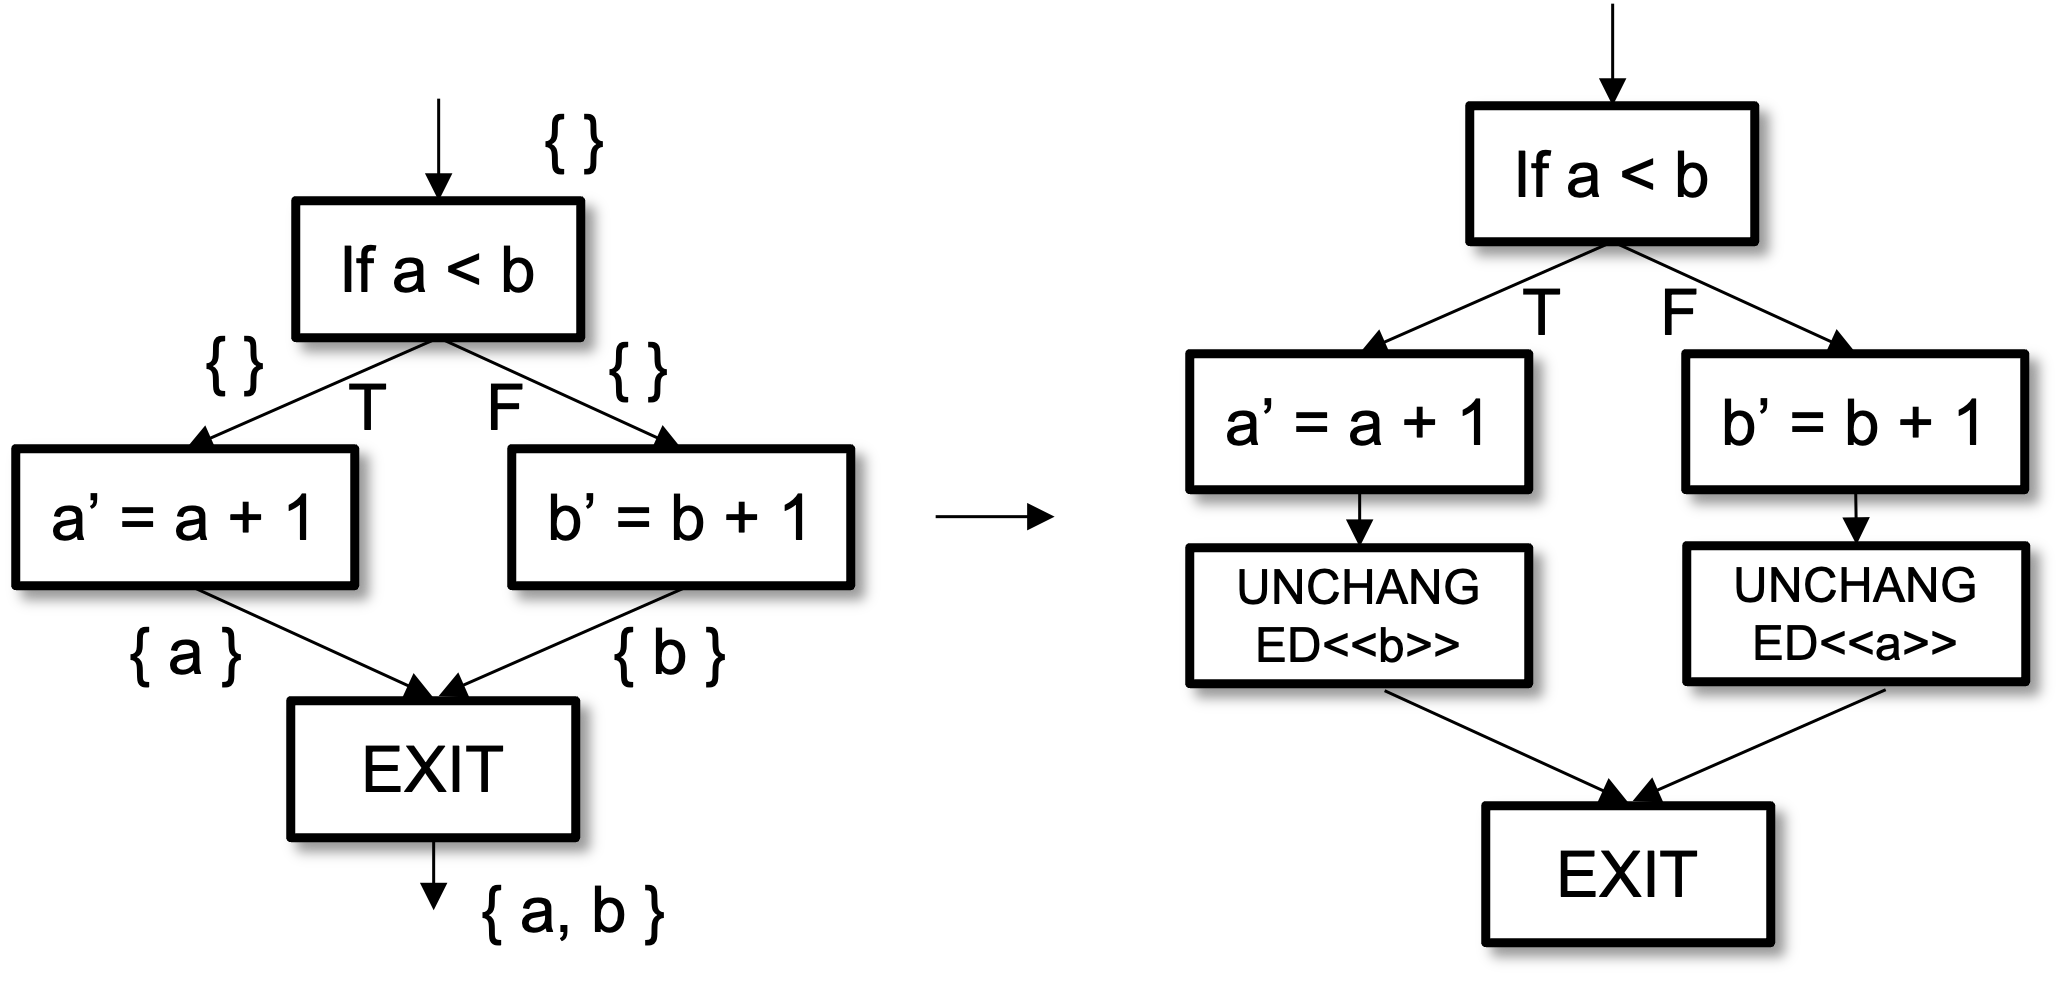 { }
If a < b
{ }
{ }
T
F
a’ = a + 1
b’ = b + 1
{ a }
{ b }
EXIT
{ a, b }
If a < b
T
F
a’ = a + 1
b’ = b + 1
UNCHANG
ED<<b>>
UNCHANG
ED<<a>>
EXIT